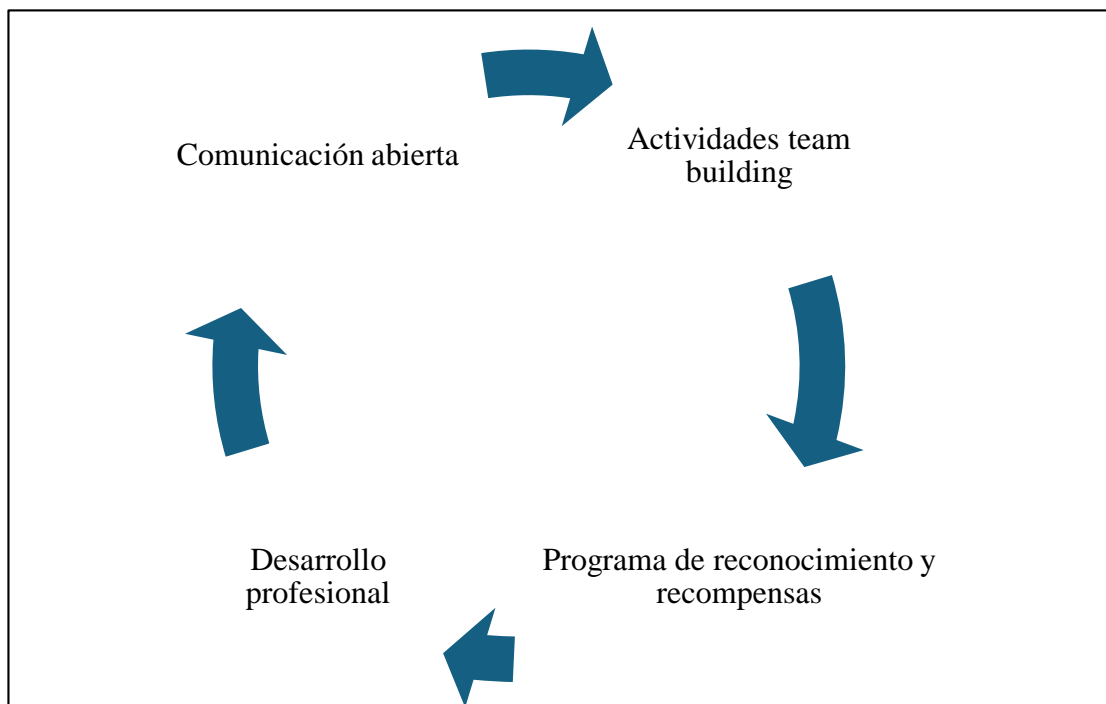 Comunicación abierta
Actividades team
building
Programa de reconocimiento y
recompensas
Desarrollo
profesional